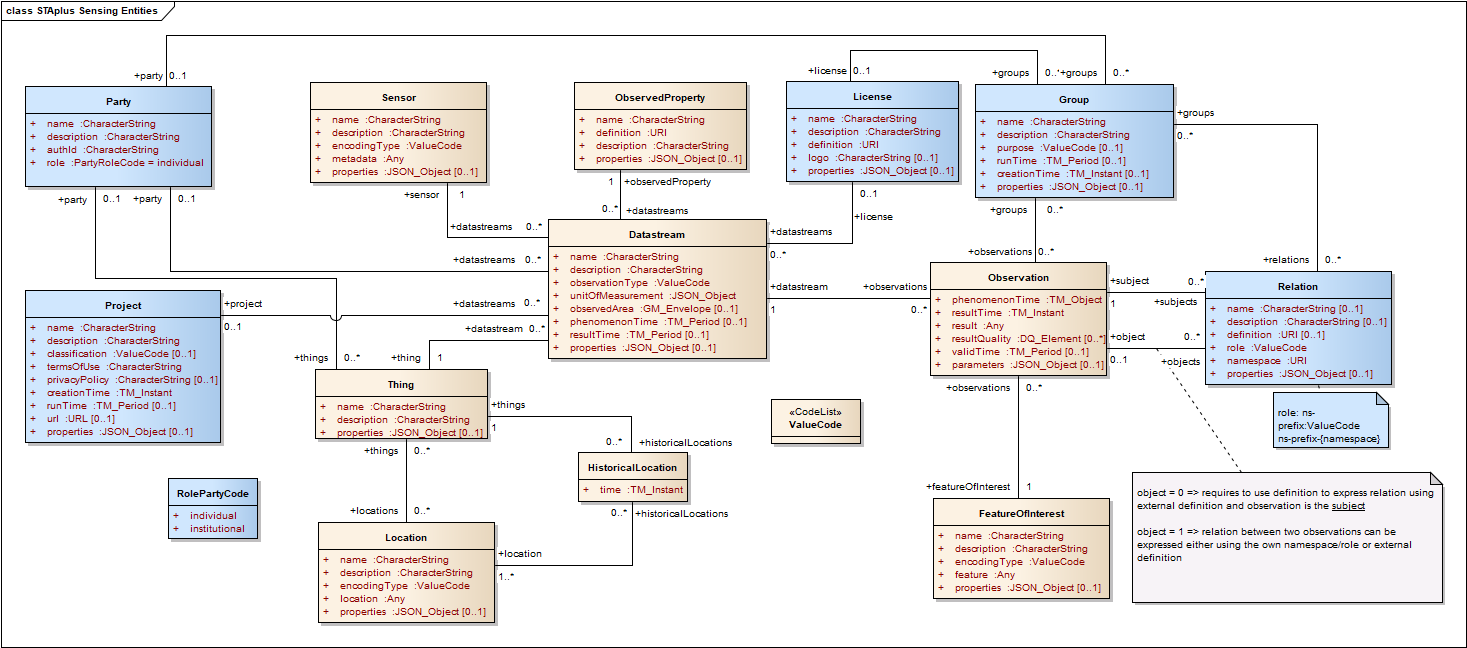 class STAplus Sensing Entities
+party 0..1
+license 0..1
+groups 0..*
+groups 0..*
Party
+ name :CharacterString
+ description :CharacterString
+ authId :CharacterString
+ role :PartyRoleCode = individual
+party 0..1
+party 0..1
Sensor
+ name :CharacterString
+ description :CharacterString
+ encodingType :ValueCode
+ metadata :Any
+ properties :JSON_Object [0..1]
+sensor 1
ObservedProperty
+ name :CharacterString
+ definition :URI
+ description :CharacterString
+ properties :JSON_Object [0..1]
1 +observedProperty
0..* +datastreams
License
+ name :CharacterString
+ description :CharacterString
+ definition :URI
+ logo :CharacterString [0..1]
+ properties :JSON_Object [0..1]
0..1
+license
Group
+ name :CharacterString
+ description :CharacterString
+ purpose :ValueCode [0..1]
+ runTime :TM_Period [0..1]
+ creationTime :TM_Instant [0..1]
+ properties :JSON_Object [0..1]
+groups
0..*
+groups 0..*
+observations 0..*
+relations 0..*
+datastreams 0..*
+datastreams 0..*
+datastreams 0..*
+datastream 0..*
Datastream
+ name :CharacterString
+ description :CharacterString
+ observationType :ValueCode
+ unitOfMeasurement :JSON_Object
+ observedArea :GM_Envelope [0..1]
+ phenomenonTime :TM_Period [0..1]
+ resultTime :TM_Period [0..1]
+ properties :JSON_Object [0..1]
+datastreams
0..*
+datastream
1
+observations
0..*
Observation
+ phenomenonTime :TM_Object
+ resultTime :TM_Instant
+ result :Any
+ resultQuality :DQ_Element [0..*]
+ validTime :TM_Period [0..1]
+ parameters :JSON_Object [0..1]
+subject 0..*
1 +subjects
+object 0..*
0..1 +objects
Relation
+ name :CharacterString [0..1]
+ description :CharacterString [0..1]
+ definition :URI [0..1]
+ role :ValueCode
+ namespace :URI
+ properties :JSON_Object [0..1]
Project
+ name :CharacterString
+ description :CharacterString
+ classification :ValueCode [0..1]
+ termsOfUse :CharacterString
+ privacyPolicy :CharacterString [0..1]
+ creationTime :TM_Instant
+ runTime :TM_Period [0..1]
+ url :URL [0..1]
+ properties :JSON_Object [0..1]
+project
0..1
+things 0..*
+thing 1
Thing
+ name :CharacterString
+ description :CharacterString
+ properties :JSON_Object [0..1]
+things
1
+things 0..*
0..* +historicalLocations
HistoricalLocation
+ time :TM_Instant
0..* +historicalLocations
«CodeList»
ValueCode
role: ns-
prefix:ValueCode
ns-prefix-{namespace}
+observations 0..*
+featureOfInterest 1
FeatureOfInterest
+ name :CharacterString
+ description :CharacterString
+ encodingType :ValueCode
+ feature :Any
+ properties :JSON_Object [0..1]
object = 0 => requires to use definition to express relation using
external definition and observation is the subject
object = 1 => relation between two observations can be
expressed either using the own namespace/role or external
definition
RolePartyCode
+ individual
+ institutional
+locations 0..*
Location
+ name :CharacterString
+ description :CharacterString
+ encodingType :ValueCode
+ location :Any
+ properties :JSON_Object [0..1]
+location
1..*